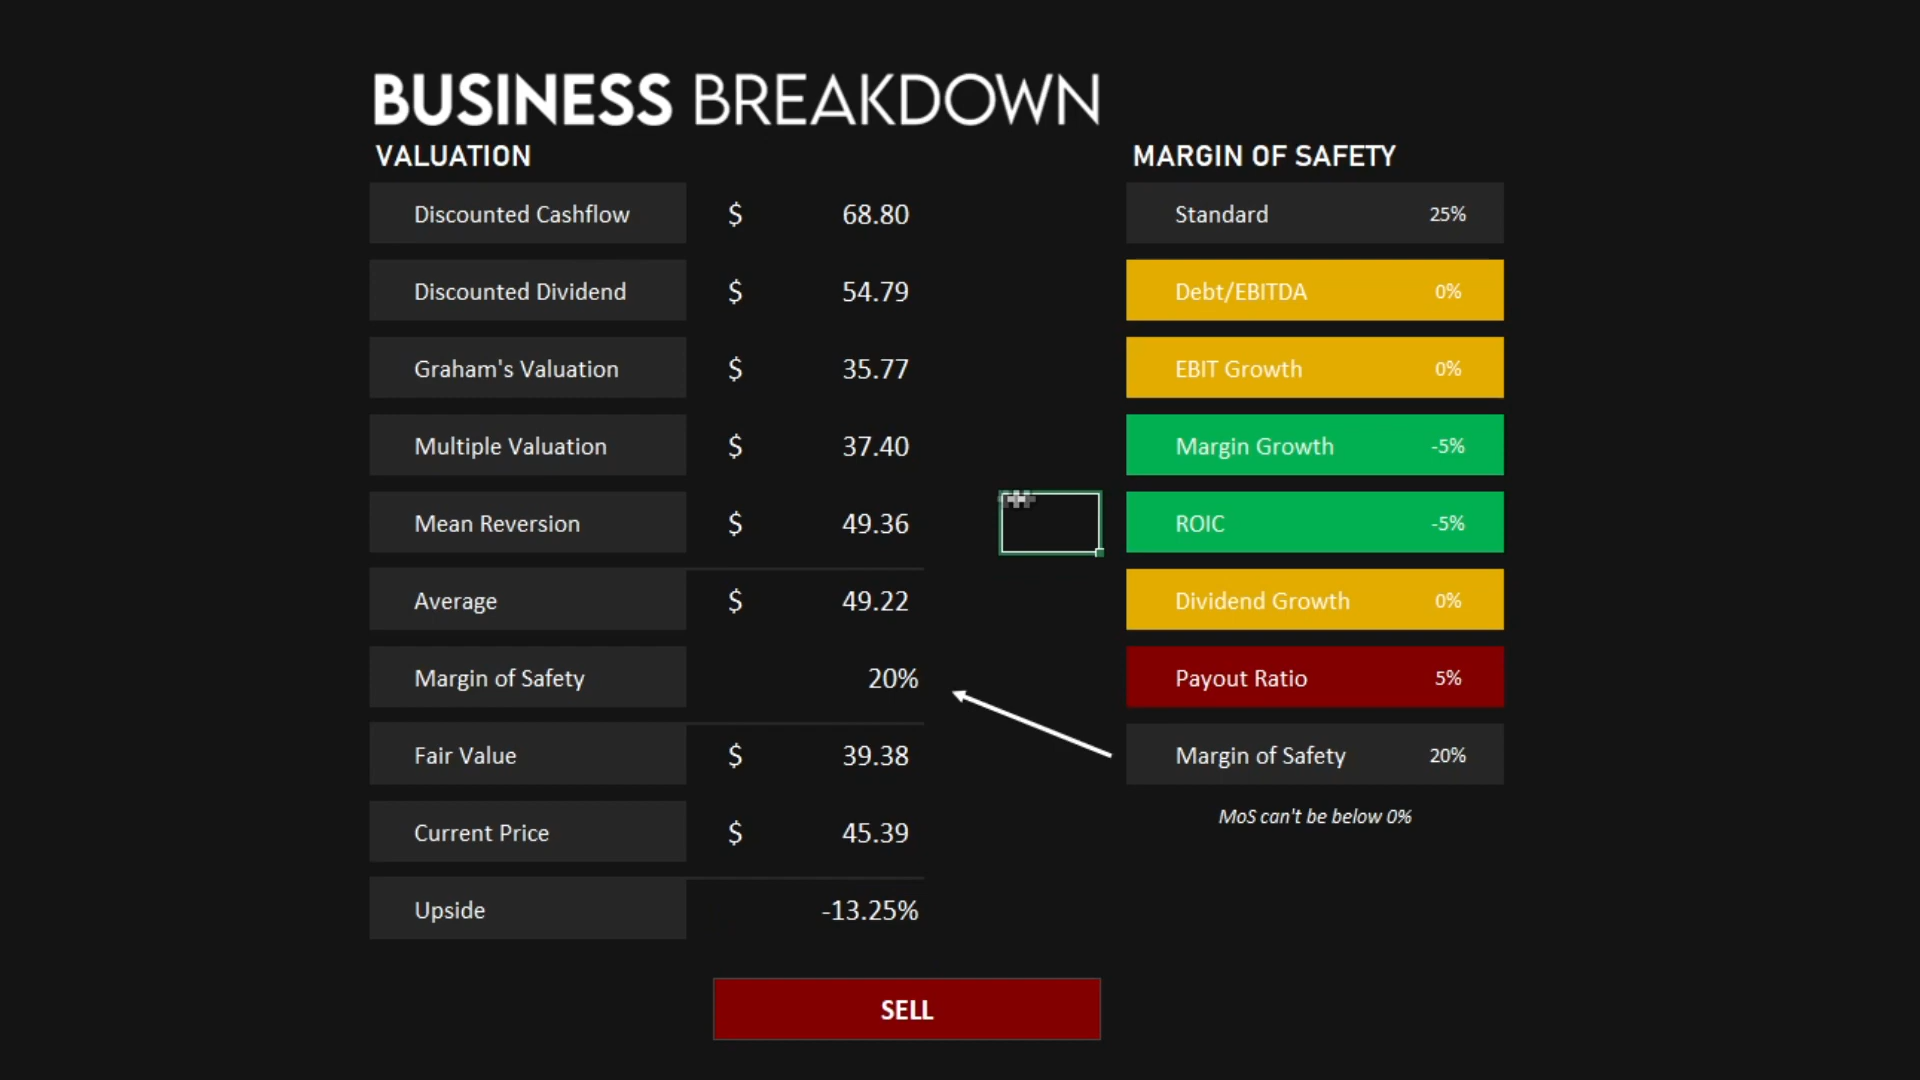 BUSINESS BREAKDOWN
VALUATION
Discounted Cashflow $ 68.80
Discounted Dividend $ 54.79
Graham's Valuation $ 35.77
Multiple Valuation $ 37.40
Mean Reversion $ 49.36
Average $ 49.22
Margin of Safety 20%
Fair Value $ 39.38
Current Price $ 45.39
Upside -13.25%
SELL
MARGIN OF SAFETY
Standard 25%
Debt/EBITDA 0%
EBIT Growth 0%
Margin Growth -5%
ROIC -5%
Dividend Growth 0%
Payout Ratio 5%
Margin of Safety 20%
MoS can't be below 0%